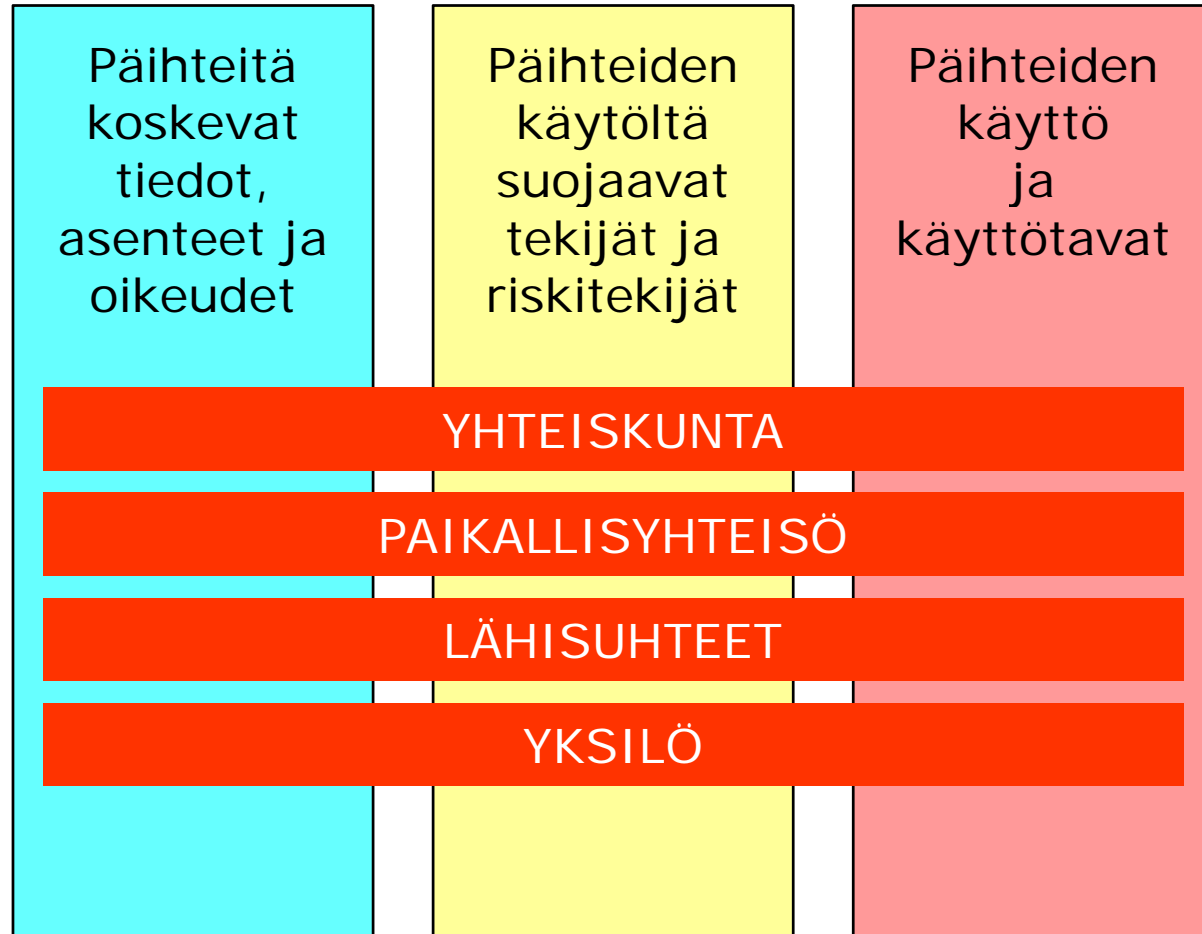 Päihteitä
koskevat
tiedot,
asenteet ja
oikeudet
Päihteiden
käytöltä
suojaavat
tekijät ja
riskitekijät
Päihteiden
käyttö
ja
käyttötavat
YHTEISKUNTA
PAIKALLISYHTEISÖ
LÄHISUHTEET
YKSILÖ